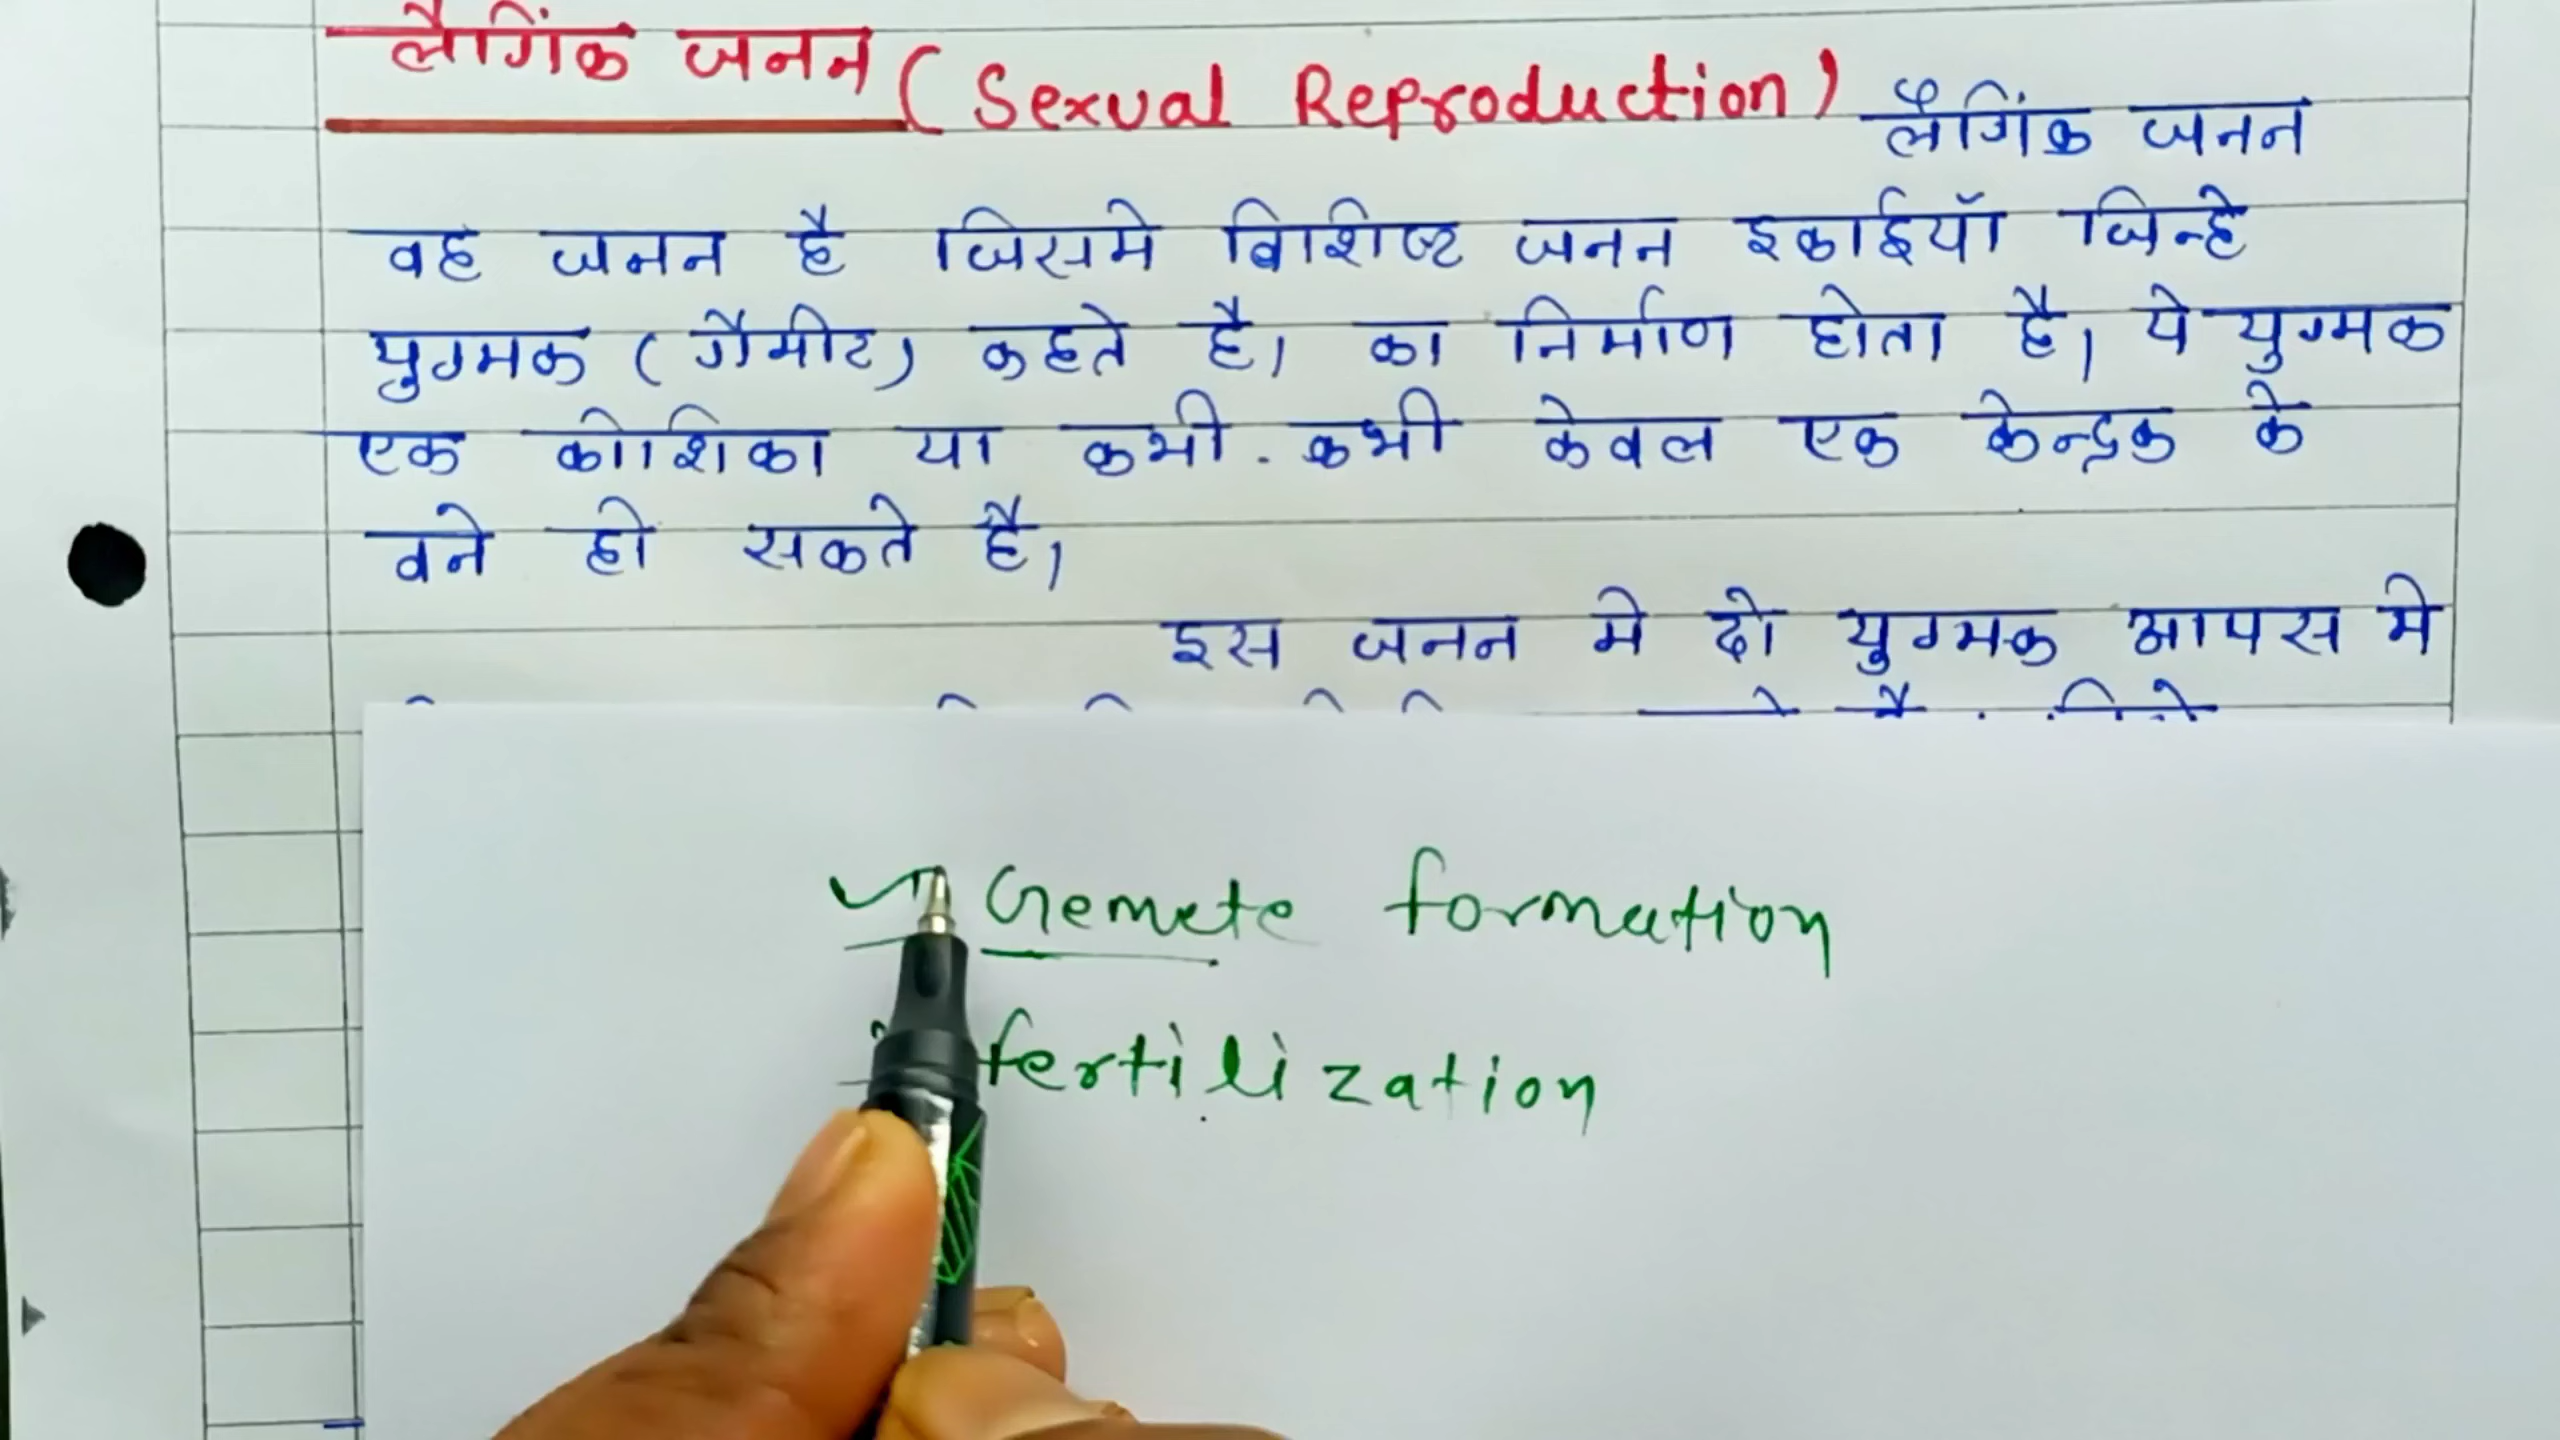 लैगिंक जनन (Sexual Reproduction) लैगिंक जनन
वह जनन है जिसमे विशिष्ट जनन इकाईयाॅ जिन्हे
युग्मक (गैमीट) कहते है। का निर्माण होता है। ये युग्मक
एक कोशिका या कभी. कभी केवल एक केन्द्रक के
वने हो सकते है।
इस जनन मे दो युग्मक आपस मे
Gemete formation
fertilization